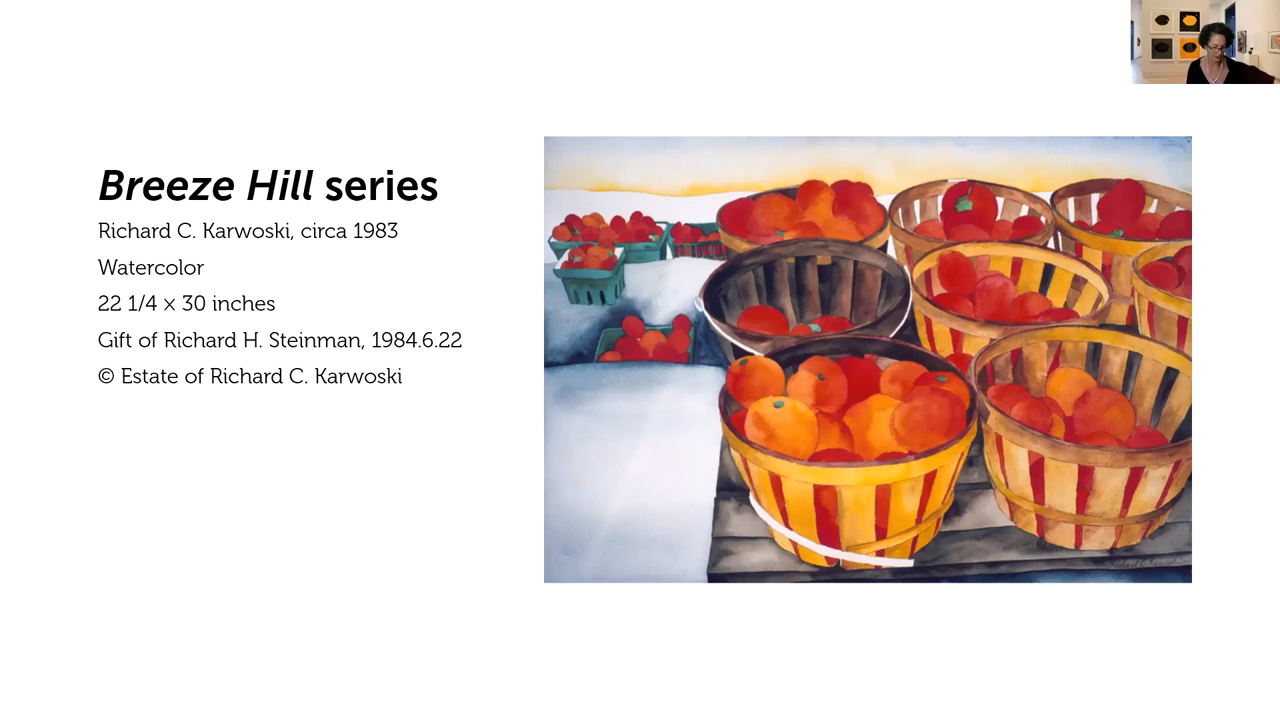 Breeze Hill series
Richard C. Karwoski, circa 1983
Watercolor
22 1/4 × 30 inches
Gift of Richard H. Steinman, 1984.6.22
© Estate of Richard C. Karwoski